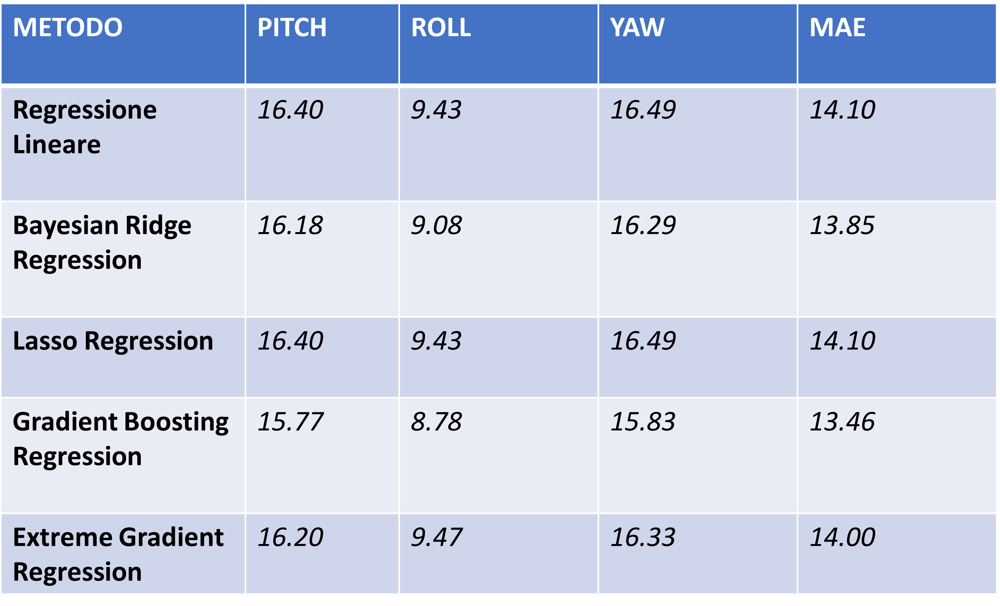 METODO PITCH ROLL YAW MAE
Regressione 16.40 9.43 16.49 14.10
Lineare
Bayesian Ridge 16.18 9.08 16.29 13.85
Regression
Lasso Regression 16.40 9.43 16.49 14.10
Gradient Boosting 15.77 8.78 15.83 13.46
Regression
Extreme Gradient 16.20 9.47 16.33 14.00
Regression